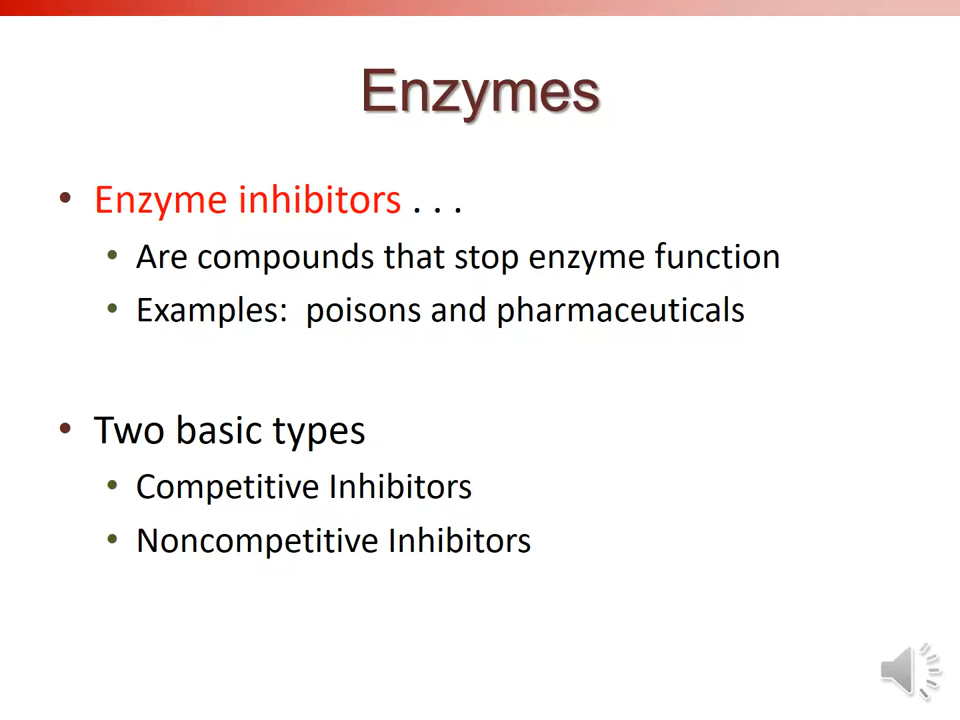 Enzymes
• Enzyme inhibitors . . .
• Are compounds that stop enzyme function
• Examples:  poisons and pharmaceuticals
• Two basic types
• Competitive Inhibitors
• Noncompetitive Inhibitors